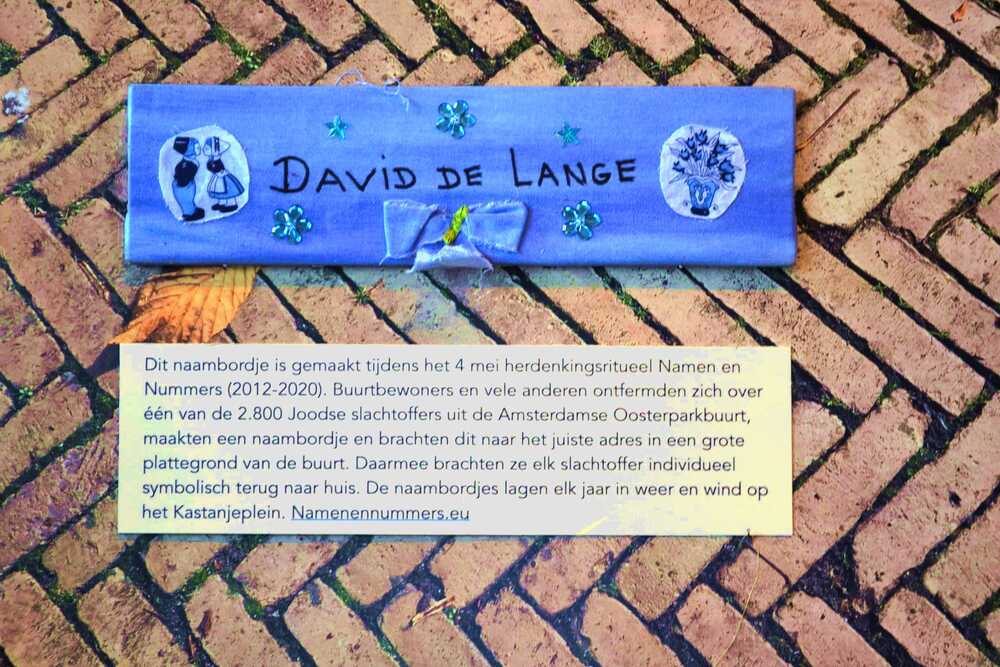 DAVID DE LANGE
Dit naambordje is gemaakt tijdens het 4 mei herdenkingsritueel Namen en
Nummers (2012-2020). Buurtbewoners en vele anderen ontfermden zich over
één van de 2.800 Joodse slachtoffers uit de Amsterdamse Oosterparkbuurt,
maakten een naambordje en brachten dit naar het juiste adres in een grote
plattegrond van de buurt. Daarmee brachten ze elk slachtoffer individueel
symbolisch terug naar huis. De naambordjes lagen elk jaar in weer en wind op
het Kastanjeplein. Namenennummers.eu